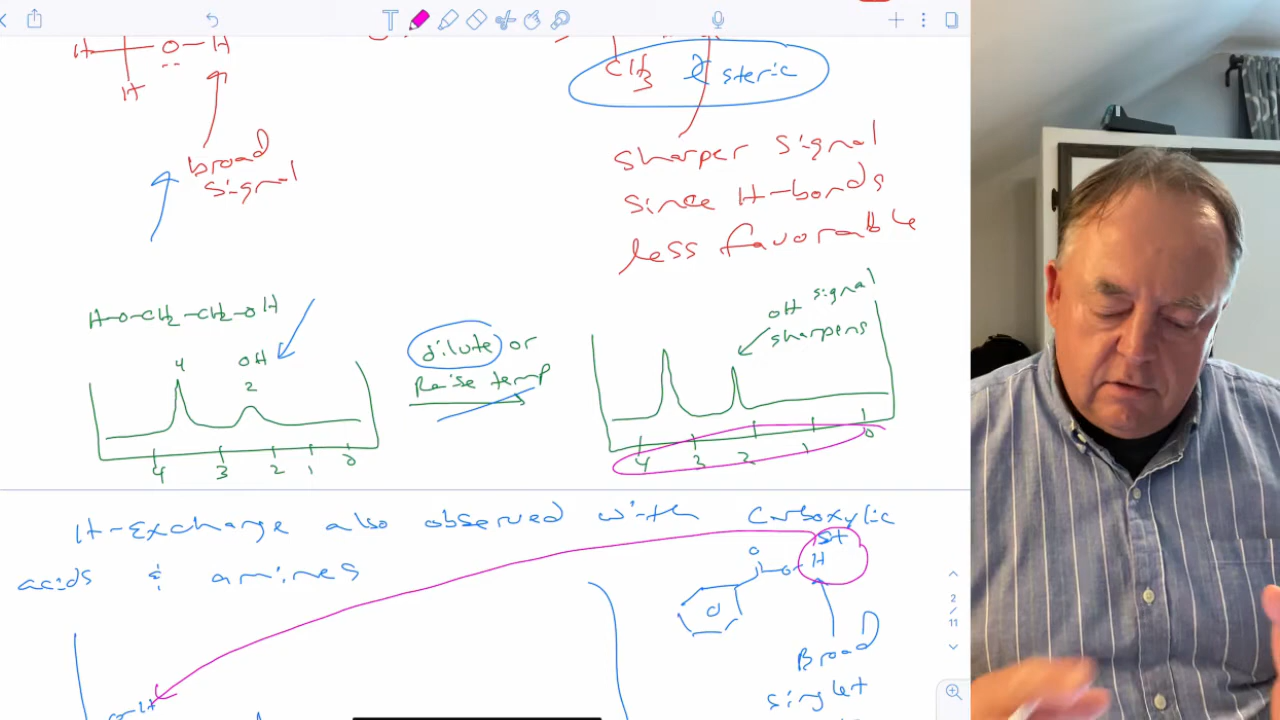 H O-H
H
broad
signal
CH3 steric
sharper signal
since H-bonds
less favorable
H-O-CH2-CH2-OH
4 OH
2
4 3 2 1 0
dilute or
Raise temp
OH signal
sharpens
4 3 2 1 0
H-Exchange also observed with Carboxylic
acids & amines
O
O H
Broad
singlet
O-H
2
/
11